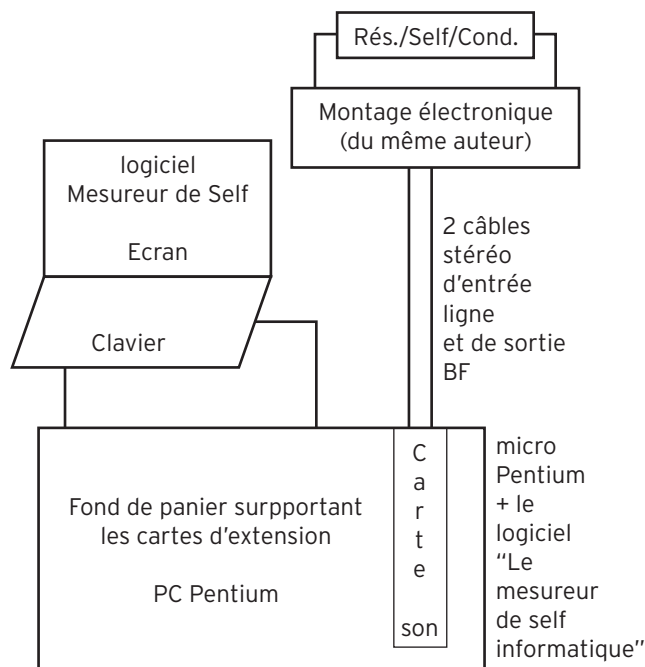 Rés./Self/Cond.
Montage électronique
(du même auteur)
logiciel
Mesureur de Self
Ecran
Clavier
2 câbles
stéréo
d'entrée
ligne
et de sortie
BF
Fond de panier surpportant
les cartes d'extension
PC Pentium
C
a
r
t
e
son
micro
Pentium
+ le
logiciel
“Le
mesureur
de self
informatique”